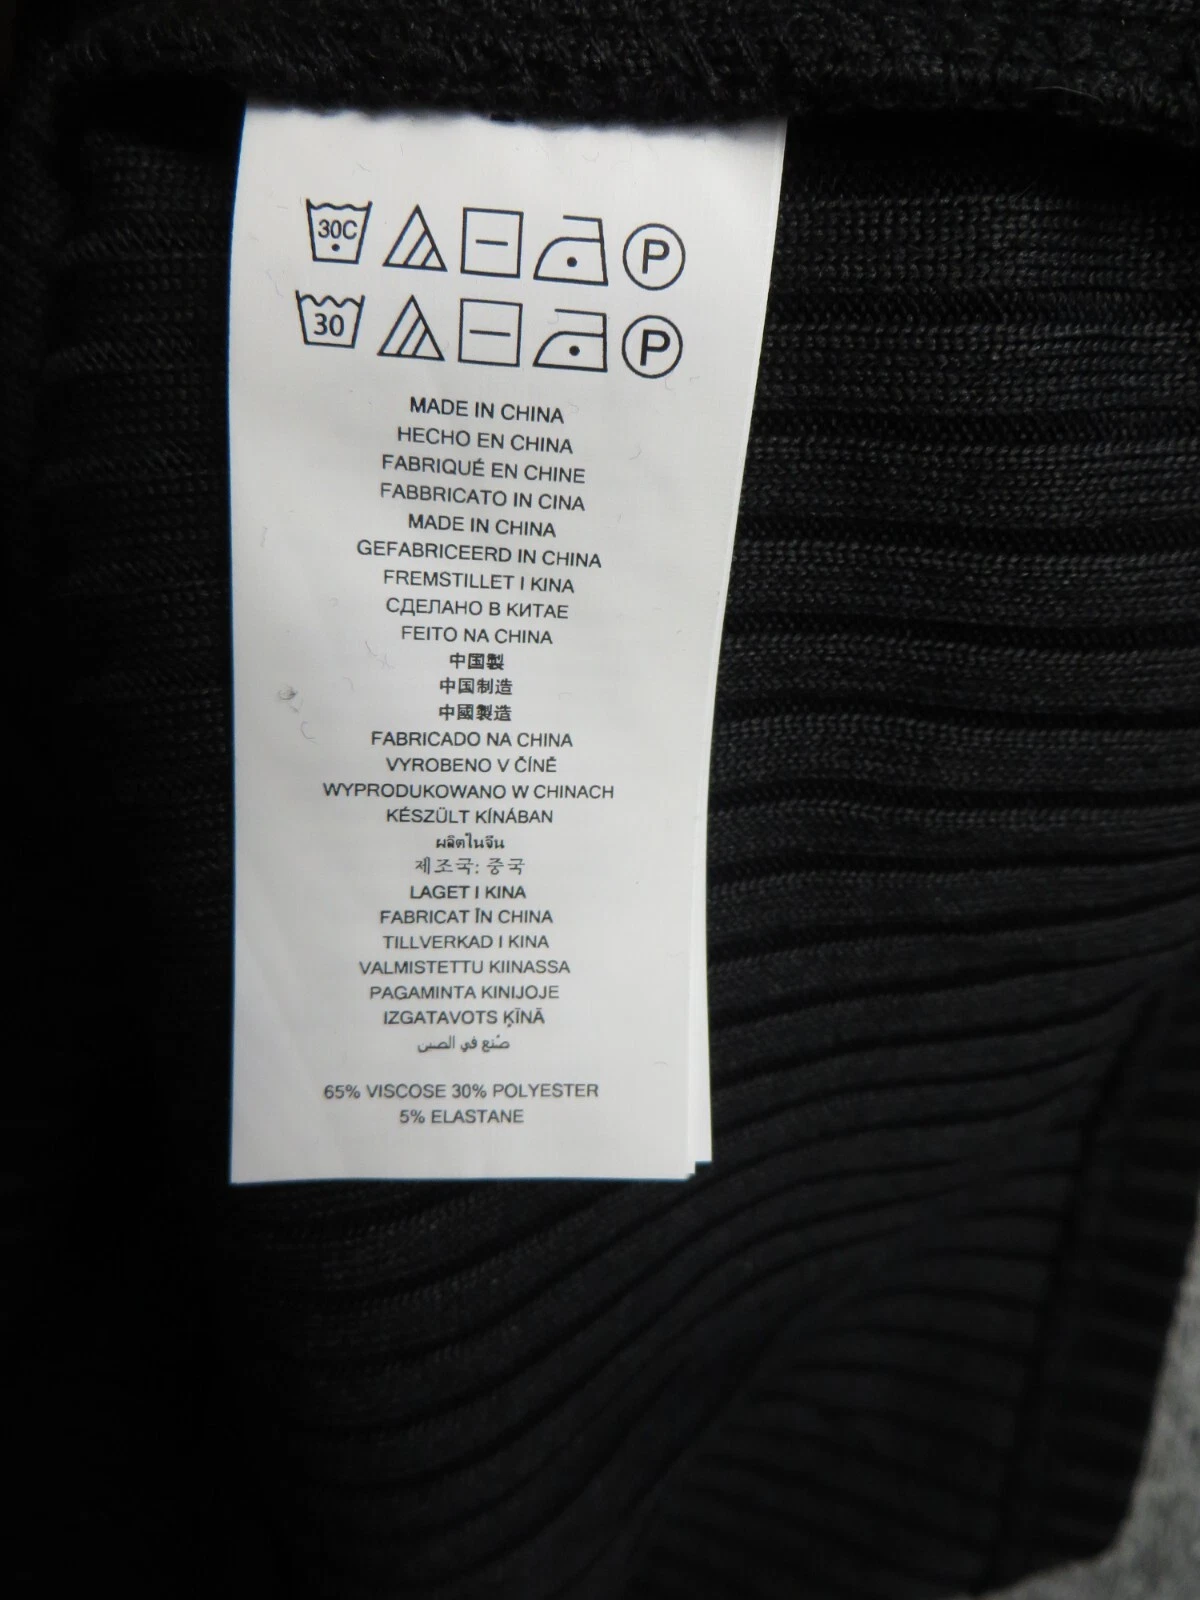 30C P
30 P
MADE IN CHINA
HECHO EN CHINA
FABRIQUÉ EN CHINE
FABBRICATO IN CINA
MADE IN CHINA
GEFABRICEERD IN CHINA
FREMSTILLET I KINA
СДЕЛАНО В КИТАЕ
FEITO NA CHINA
中国製
中国制造
中國製造
FABRICADO NA CHINA
VYROBENO V ČÍNĚ
WYPRODUKOWANO W CHINACH
KÉSZÜLT KÍNÁBAN
ผลิตในจีน
제조국: 중국
LAGET I KINA
FABRICAT ÎN CHINA
TILLVERKAD I KINA
VALMISTETTU KIINASSA
PAGAMINTA KINIJOJE
IZGATAVOTS ĶĪNĀ
صُنع في الصين
65% VISCOSE 30% POLYESTER
5% ELASTANE